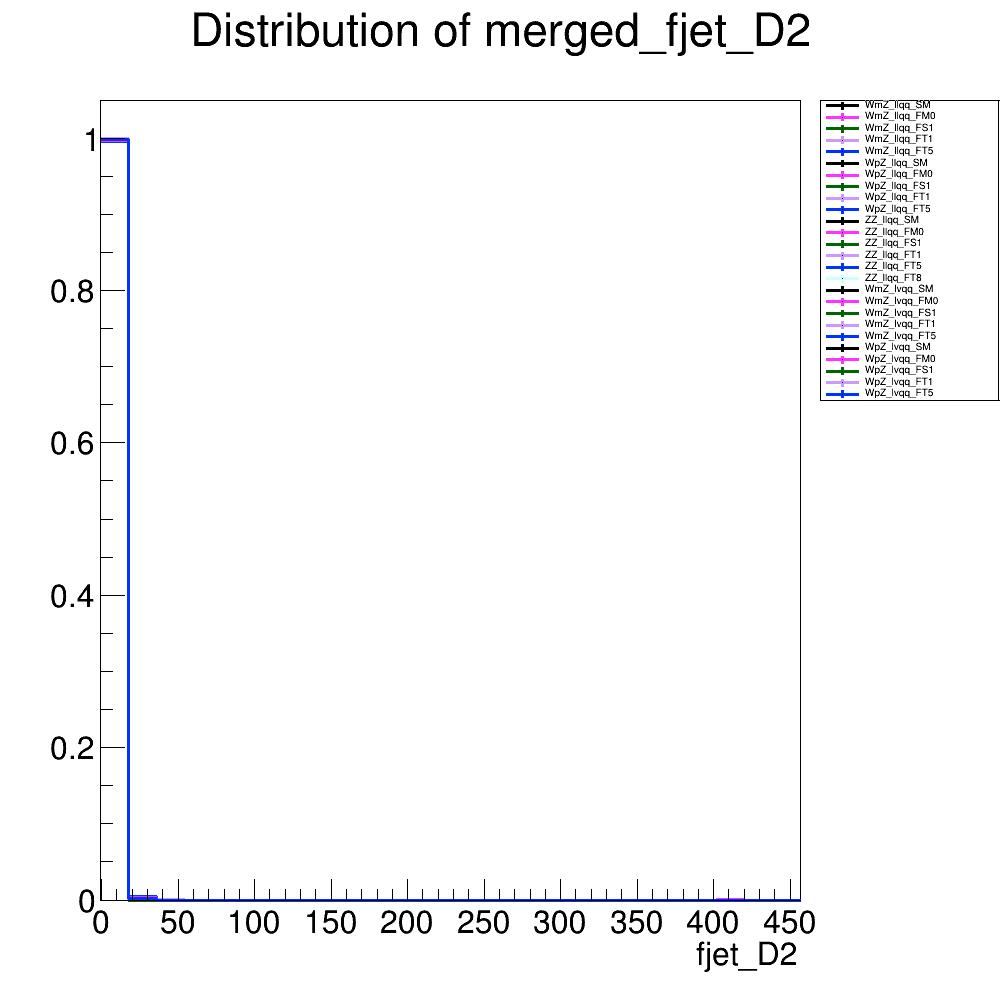 Distribution of merged_fjet_D2
WmZ_llqq_SM
WmZ_llqq_FM0
WmZ_llqq_FS1
WmZ_llqq_FT1
WmZ_llqq_FT5
WpZ_llqq_SM
WpZ_llqq_FM0
WpZ_llqq_FS1
WpZ_llqq_FT1
WpZ_llqq_FT5
ZZ_llqq_SM
ZZ_llqq_FM0
ZZ_llqq_FS1
ZZ_llqq_FT1
ZZ_llqq_FT5
ZZ_llqq_FT8
WmZ_lvqq_SM
WmZ_lvqq_FM0
WmZ_lvqq_FS1
WmZ_lvqq_FT1
WmZ_lvqq_FT5
WpZ_lvqq_SM
WpZ_lvqq_FM0
WpZ_lvqq_FS1
WpZ_lvqq_FT1
WpZ_lvqq_FT5
1
0.8
0.6
0.4
0.2
0
0 50 100 150 200 250 300 350 400 450
fjet_D2